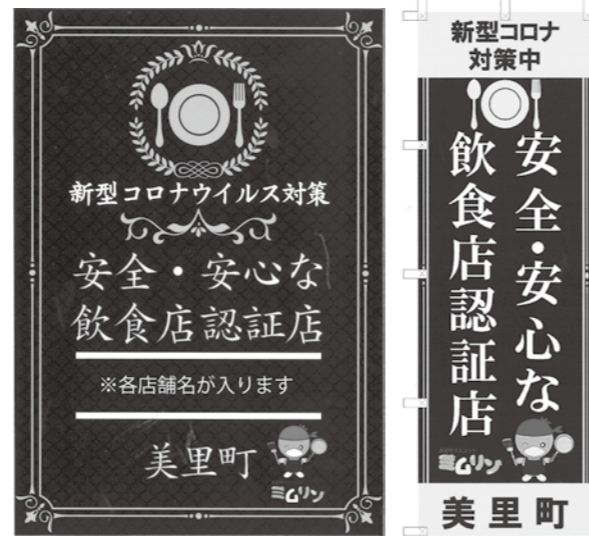 新型コロナウイルス対策
安全・安心な
飲食店認証店
※各店舗名が入ります
美里町
ミムリン
新型コロナ
対策中
安全・安心な
飲食店認証店
ミムリン
美里町